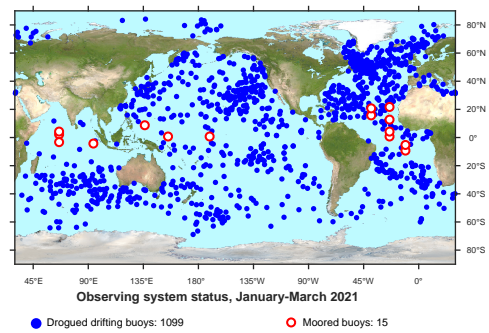 80°N
60°N
40°N
20°N
0°
20°S
40°S
60°S
80°S
45°E 90°E 135°E 180° 135°W 90°W 45°W 0°
Observing system status, January-March 2021
Drogued drifting buoys: 1099 Moored buoys: 15